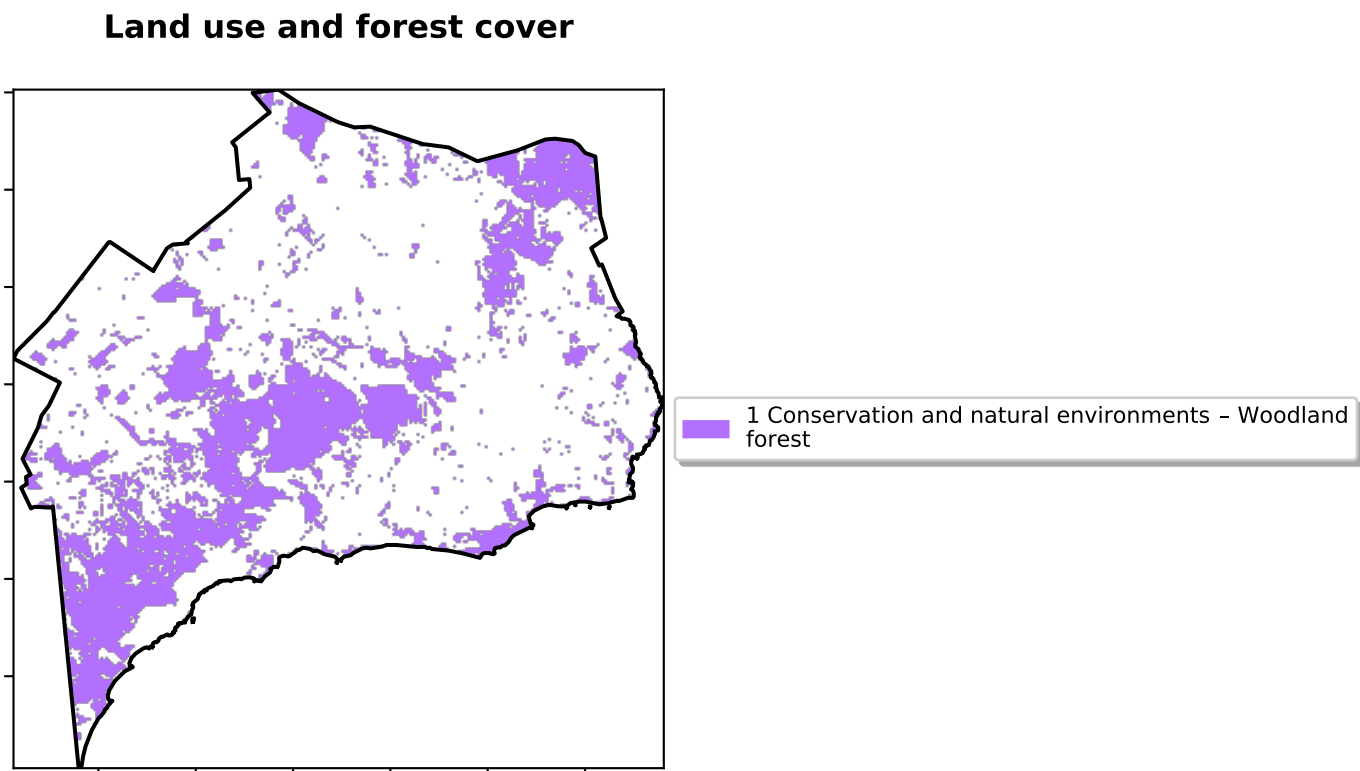 Land use and forest cover
1 Conservation and natural environments – Woodland
forest